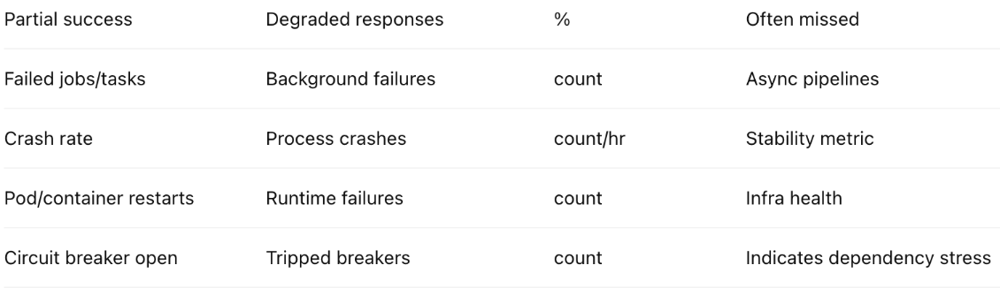 Partial success Degraded responses % Often missed
Failed jobs/tasks Background failures count Async pipelines
Crash rate Process crashes count/hr Stability metric
Pod/container restarts Runtime failures count Infra health
Circuit breaker open Tripped breakers count Indicates dependency stress